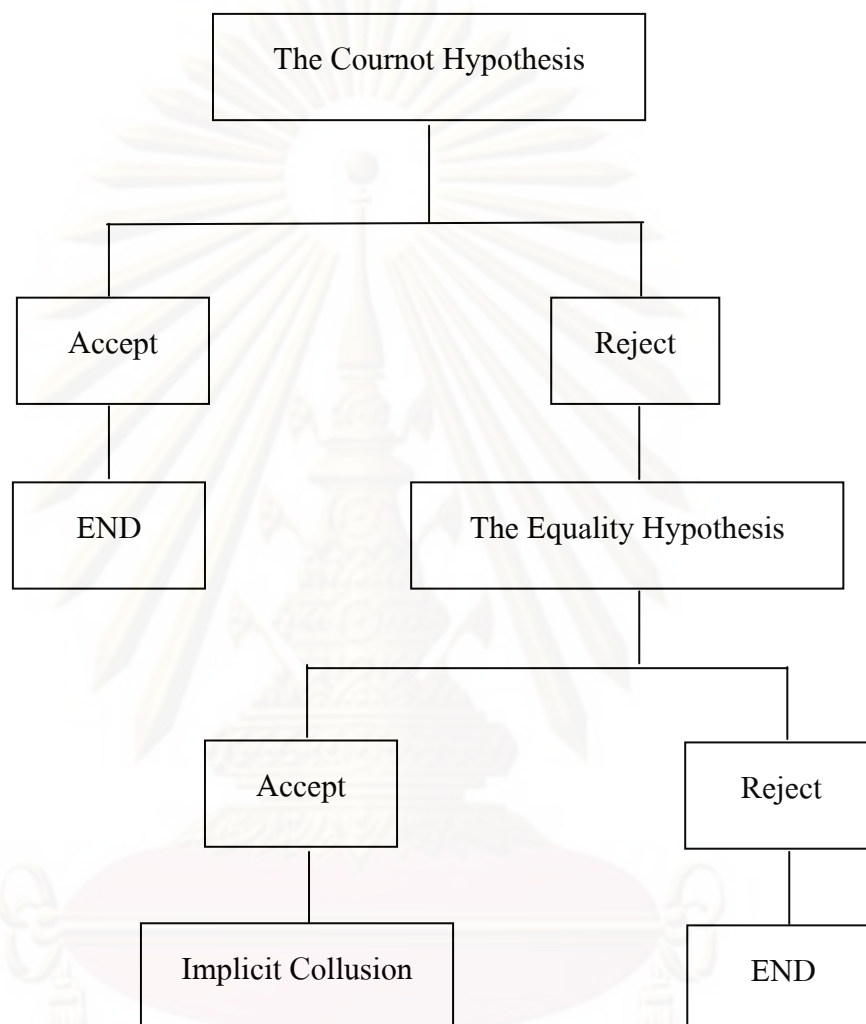 The Cournot Hypothesis
Accept
Reject
END
The Equality Hypothesis
Accept
Reject
Implicit Collusion
END